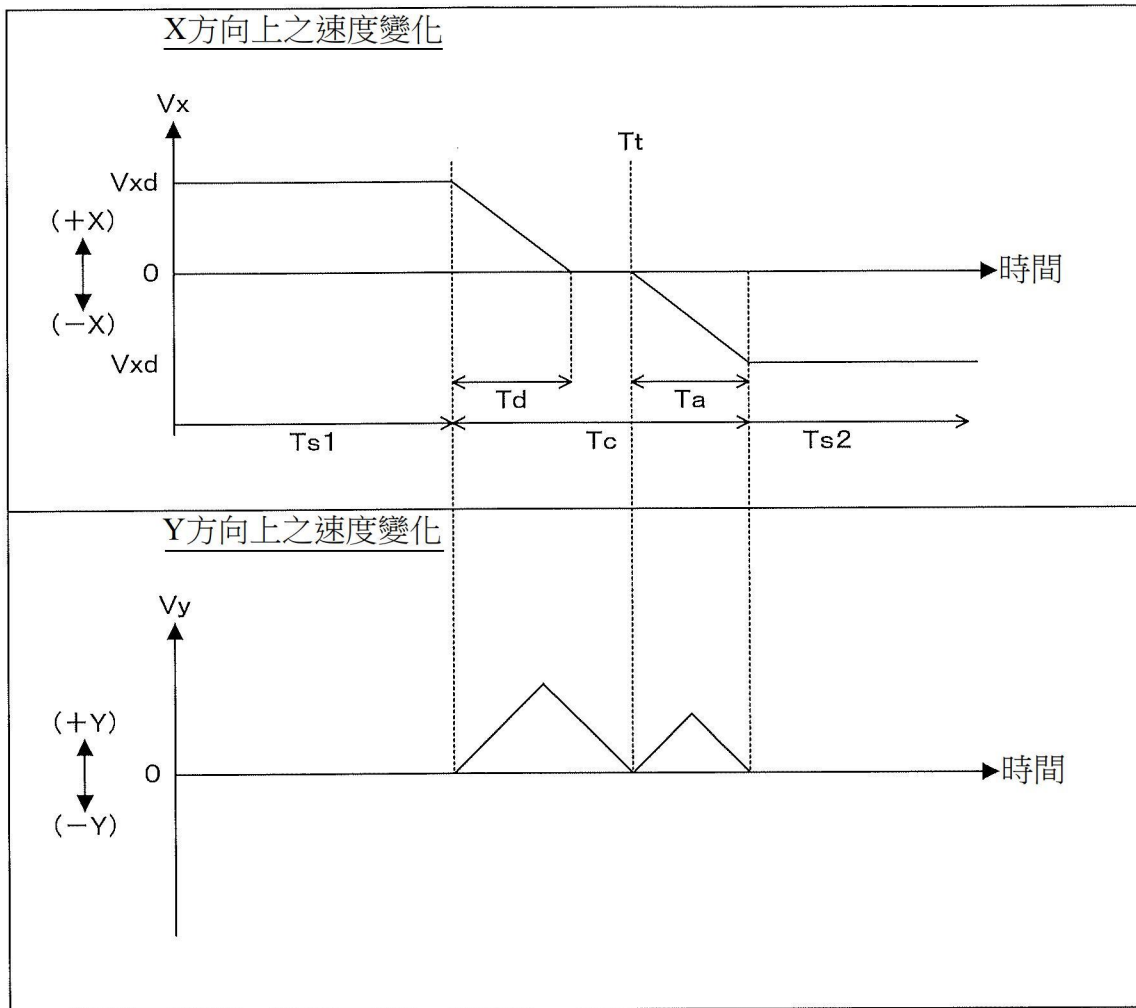 X方向上之速度變化
Vx
Tt
Vxd
(+X)
0
時間
(-X)
Vxd
Td
Ta
Ts1
Tc
Ts2
Y方向上之速度變化
Vy
(+Y)
0
時間
(-Y)